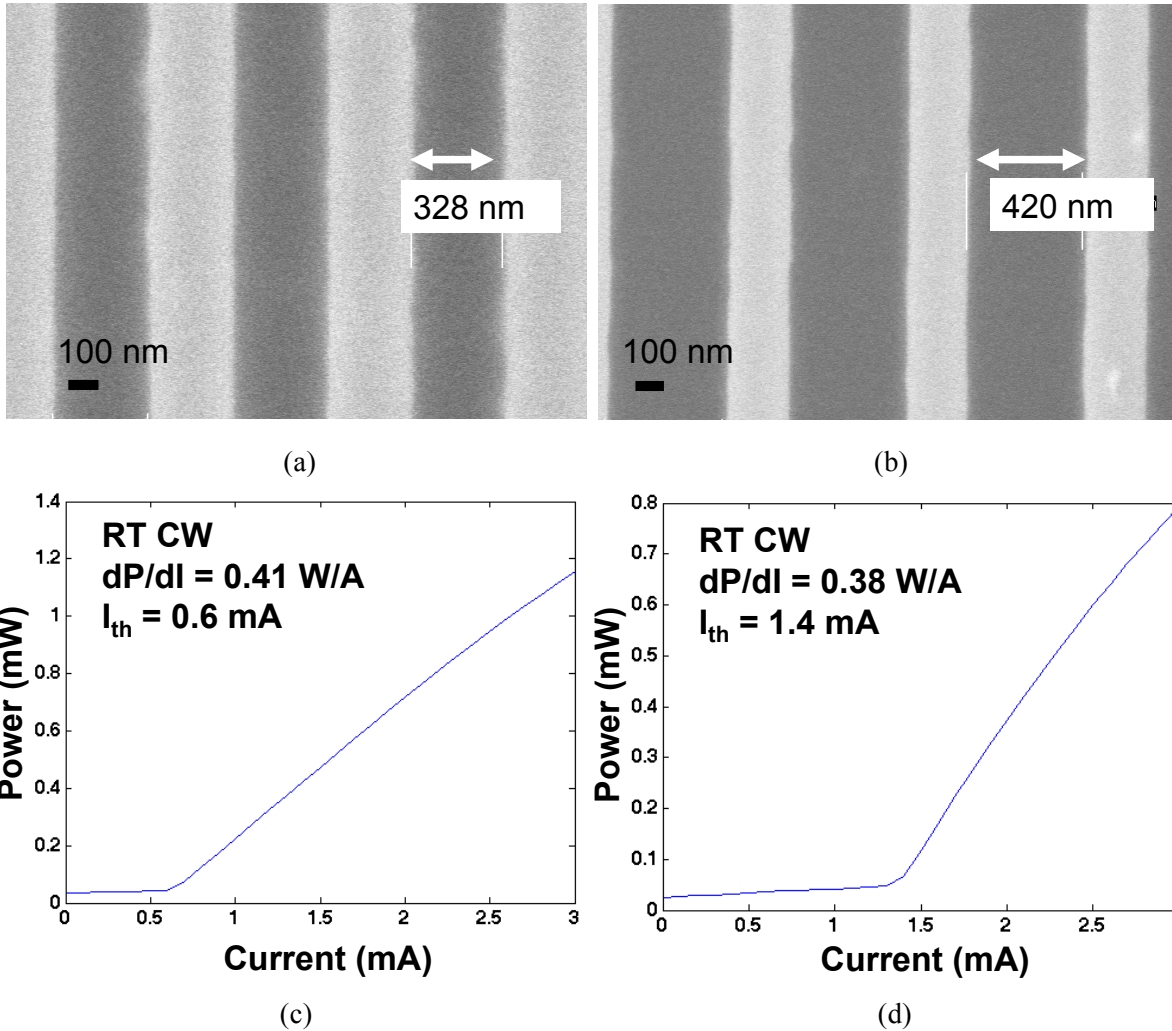 328 nm
420 nm
100 nm
100 nm
(a)
(b)
1.4
1.2
1
0.8
0.6
0.4
0.2
0
Power (mW)
RT CW
dP/dI = 0.41 W/A
Ith = 0.6 mA
0 0.5 1 1.5 2 2.5 3
Current (mA)
(c)
0.8
0.7
0.6
0.5
0.4
0.3
0.2
0.1
0
Power (mW)
RT CW
dP/dI = 0.38 W/A
Ith = 1.4 mA
0 0.5 1 1.5 2 2.5
Current (mA)
(d)